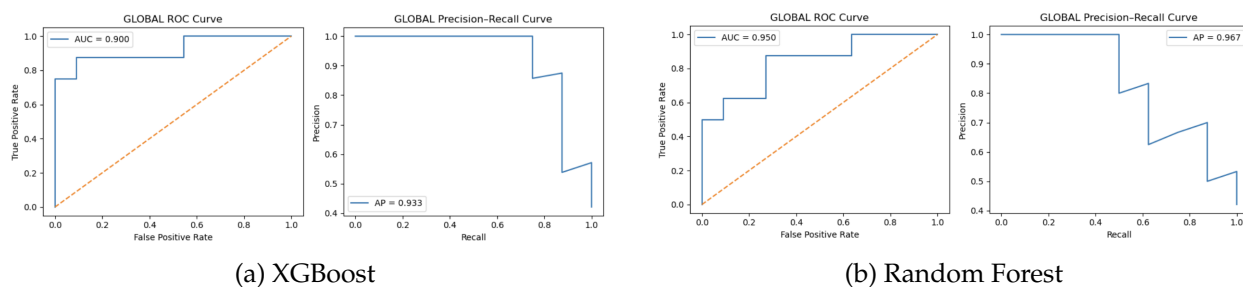 GLOBAL ROC Curve
AUC = 0.900
True Positive Rate
1.0
0.8
0.6
0.4
0.2
0.0
0.0 0.2 0.4 0.6 0.8 1.0
False Positive Rate
GLOBAL Precision–Recall Curve
AP = 0.933
Precision
1.0
0.9
0.8
0.7
0.6
0.5
0.4
0.0 0.2 0.4 0.6 0.8 1.0
Recall
(a) XGBoost
GLOBAL ROC Curve
AUC = 0.950
True Positive Rate
1.0
0.8
0.6
0.4
0.2
0.0
0.0 0.2 0.4 0.6 0.8 1.0
False Positive Rate
GLOBAL Precision–Recall Curve
AP = 0.967
Precision
1.0
0.9
0.8
0.7
0.6
0.5
0.4
0.0 0.2 0.4 0.6 0.8 1.0
Recall
(b) Random Forest